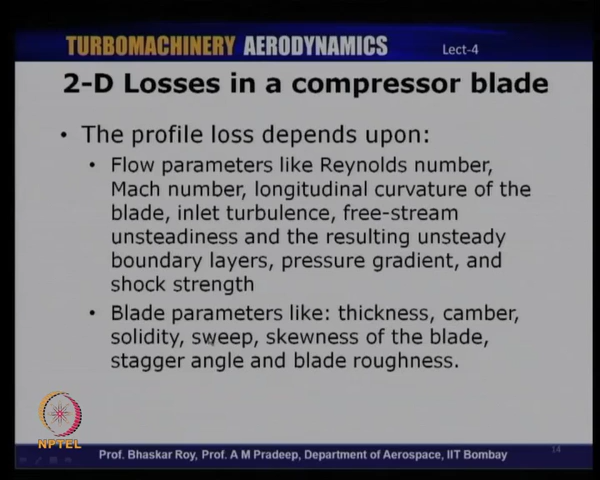 TURBOMACHINERY AERODYNAMICS
Lect-4
2-D Losses in a compressor blade
• The profile loss depends upon:
• Flow parameters like Reynolds number,
Mach number, longitudinal curvature of the
blade, inlet turbulence, free-stream
unsteadiness and the resulting unsteady
boundary layers, pressure gradient, and
shock strength
• Blade parameters like: thickness, camber,
solidity, sweep, skewness of the blade,
stagger angle and blade roughness.
NPTEL
Prof. Bhaskar Roy, Prof. A M Pradeep, Department of Aerospace, IIT Bombay
14